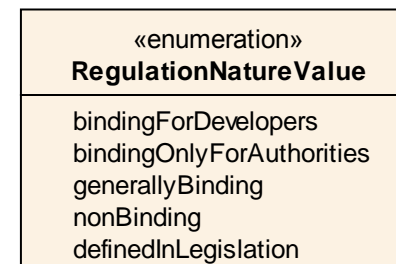 «enumeration»
RegulationNatureValue
bindingForDevelopers
bindingOnlyForAuthorities
generallyBinding
nonBinding
definedInLegislation